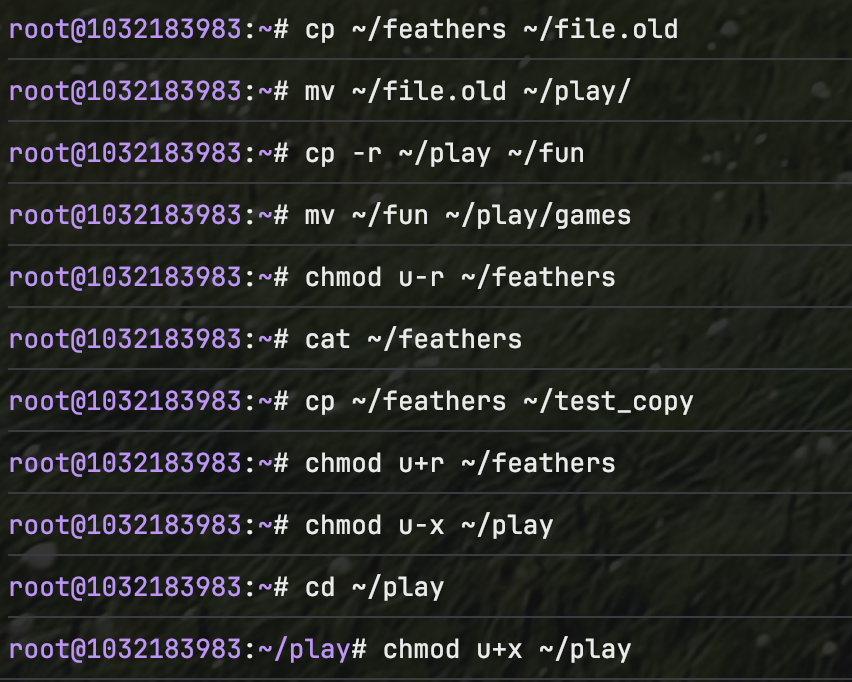 root@1032183983:~# cp ~/feathers ~/file.old
root@1032183983:~# mv ~/file.old ~/play/
root@1032183983:~# cp -r ~/play ~/fun
root@1032183983:~# mv ~/fun ~/play/games
root@1032183983:~# chmod u-r ~/feathers
root@1032183983:~# cat ~/feathers
root@1032183983:~# cp ~/feathers ~/test_copy
root@1032183983:~# chmod u+r ~/feathers
root@1032183983:~# chmod u-x ~/play
root@1032183983:~# cd ~/play
root@1032183983:~/play# chmod u+x ~/play